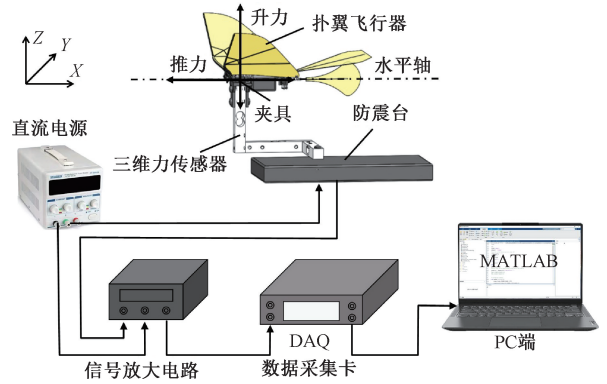 升力
扑翼飞行器
Z
Y
X
推力
水平轴
夹具
防震台
直流电源
三维力传感器
MATLAB
DAQ
PC端
信号放大电路
数据采集卡